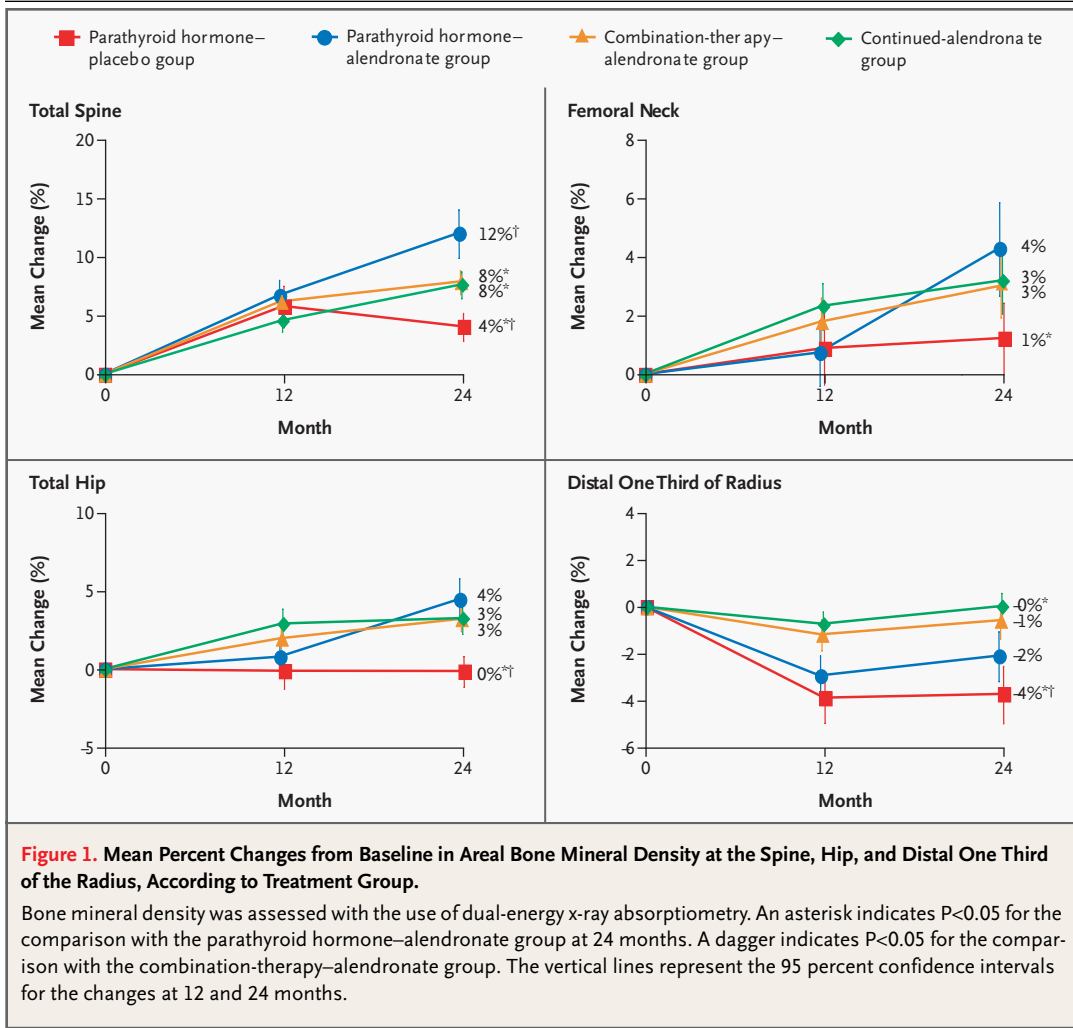 Parathyroid hormone–
placebo goup
Parathyroid hormone–
alendronate group
Combination-therapy–
alendronate group
Continued-alendronate
group
Total Spine
20
15
10
5
0
Mean Change (%)
12%†
8%*
8%*
4%*†
0
12
24
Month
Femoral Neck
8
6
4
2
0
Mean Change (%)
4%
3%
3%
1%*
0
12
24
Month
Total Hip
10
5
0
–5
Mean Change (%)
4%
3%
3%
0%*†
0
12
24
Month
Distal One Third of Radius
4
2
0
–2
–4
–6
Mean Change (%)
0%*
–1%
–2%
–4%*†
0
12
24
Month
Figure 1. Mean Percent Changes from Baseline in Areal Bone Mineral Density at the Spine, Hip, and Distal One Third
of the Radius, According to Treatment Group.
Bone mineral density was assessed with the use of dual-energy x-ray absorptiometry. An asterisk indicates P<0.05 for the
comparison with the parathyroid hormone–alendronate group at 24 months. A dagger indicates P<0.05 for the compar-
ison with the combination-therapy–alendronate group. The vertical lines represent the 95 percent confidence intervals
for the changes at 12 and 24 months.